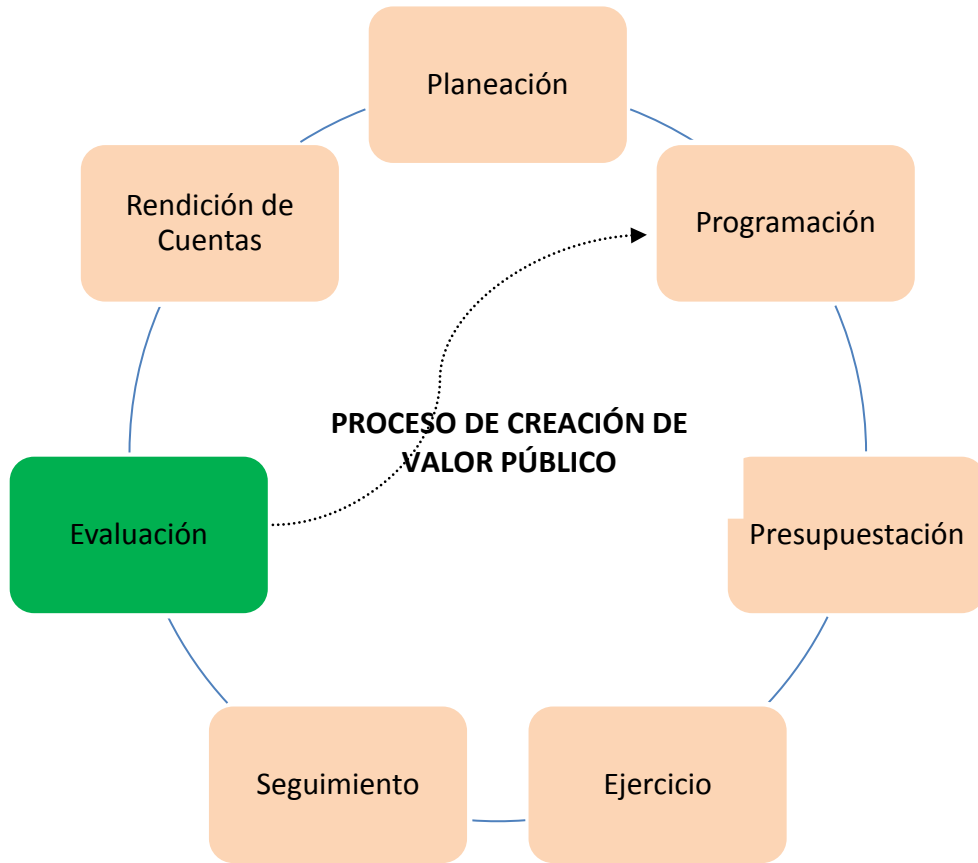 Planeación
Rendición de
Cuentas
Programación
PROCESO DE CREACIÓN DE
VALOR PÚBLICO
Evaluación
Presupuestación
Seguimiento
Ejercicio